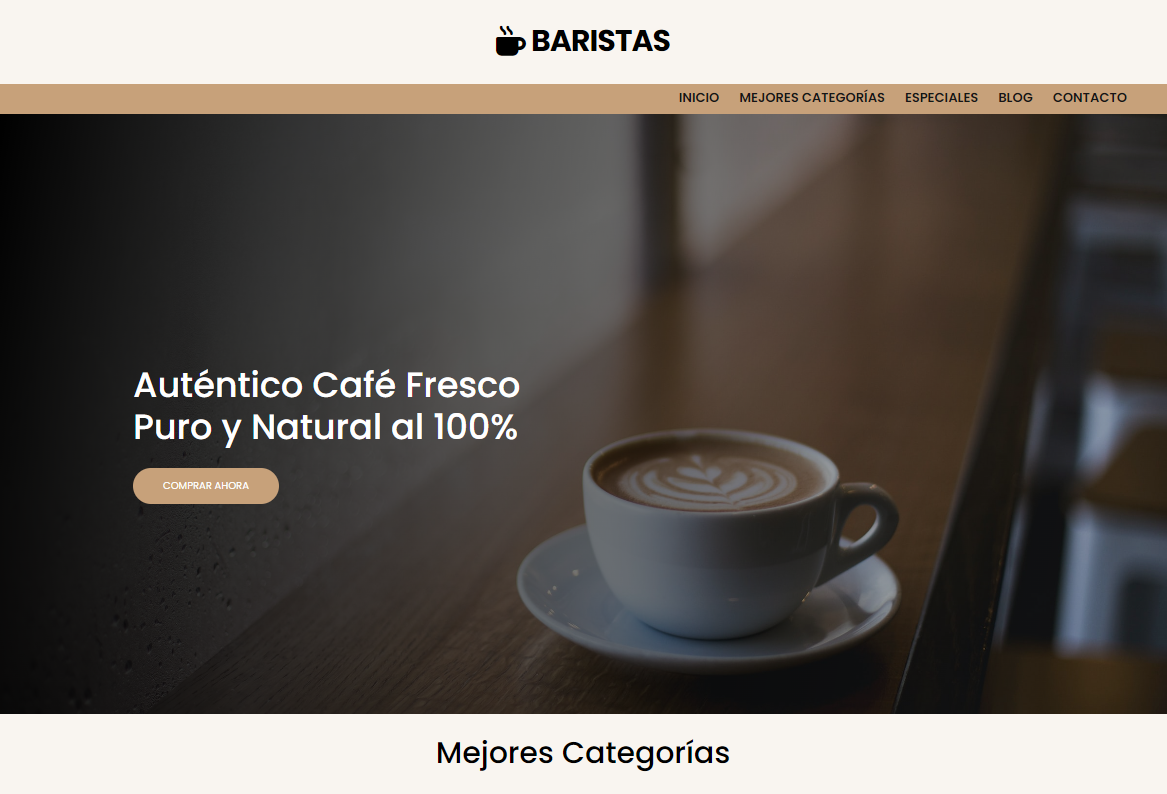 BARISTAS
INICIO MEJORES CATEGORÍAS ESPECIALES BLOG CONTACTO
Auténtico Café Fresco
Puro y Natural al 100%
COMPRAR AHORA
Mejores Categorías